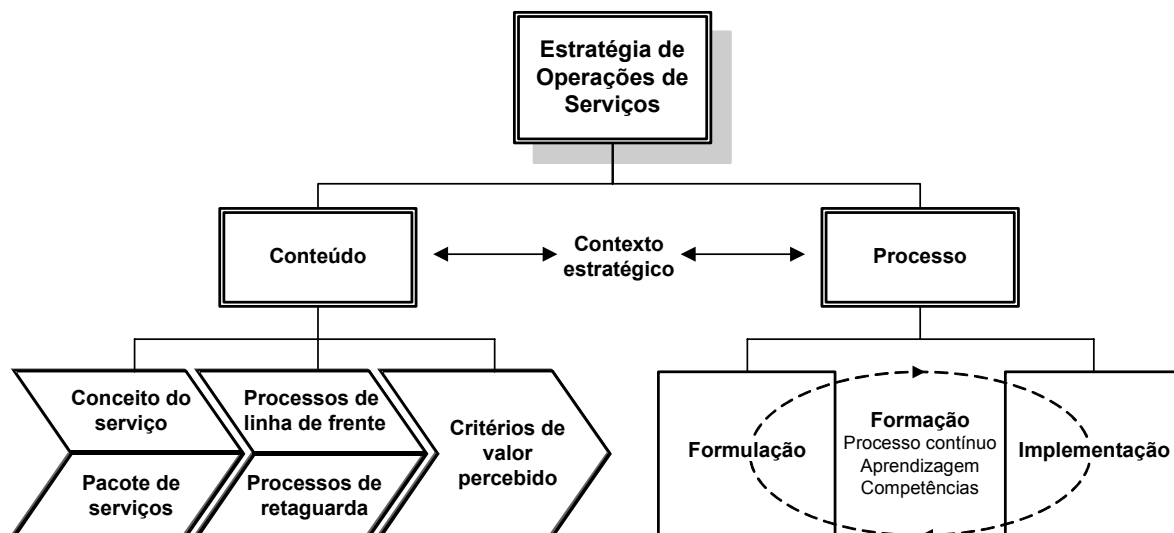 Estratégia de
Operações de
Serviços
Conteúdo
Contexto
estratégico
Processo
Conceito do
serviço
Pacote de
serviços
Processos de
linha de frente
Processos de
retaguarda
Critérios de
valor
percebido
Formulação
Formação
Processo contínuo
Aprendizagem
Competências
Implementação